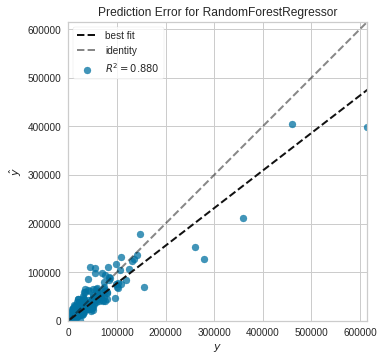 Prediction Error for RandomForestRegressor
best fit
identity
R² = 0.880
ŷ
600000
500000
400000
300000
200000
100000
0
0 100000 200000 300000 400000 500000 600000
y